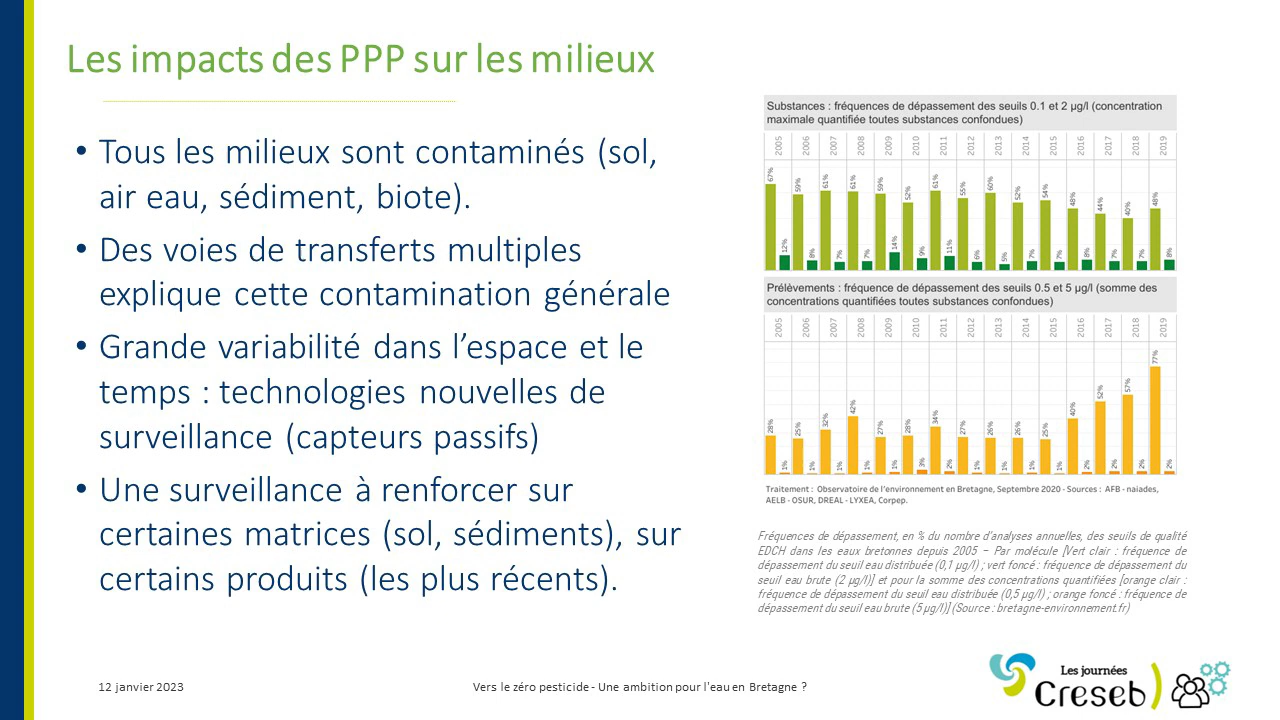 Les impacts des PPP sur les milieux
• Tous les milieux sont contaminés (sol,
air eau, sédiment, biote).
• Des voies de transferts multiples
explique cette contamination générale
• Grande variabilité dans l’espace et le
temps : technologies nouvelles de
surveillance (capteurs passifs)
• Une surveillance à renforcer sur
certaines matrices (sol, sédiments), sur
certains produits (les plus récents).
Substances : fréquences de dépassement des seuils 0.1 et 2 µg/l (concentration
maximale quantifiée toutes substances confondues)
2005 2006 2007 2008 2009 2010 2011 2012 2013 2014 2015 2016 2017 2018 2019
67% 12% 59% 8% 61% 7% 61% 7% 59% 14% 52% 9% 61% 11% 55% 6% 60% 5% 52% 7% 54% 7% 48% 8% 44% 7% 40% 7% 48% 8%
Prélèvements : fréquence de dépassement des seuils 0.5 et 5 µg/l (somme des
concentrations quantifiées toutes substances confondues)
2005 2006 2007 2008 2009 2010 2011 2012 2013 2014 2015 2016 2017 2018 2019
28% 1% 25% 1% 32% 1% 42% 1% 27% 1% 28% 3% 34% 2% 27% 1% 26% 1% 26% 1% 25% 1% 40% 2% 52% 2% 57% 2% 77% 2%
Traitement : Observatoire de l'environnement en Bretagne, Septembre 2020 - Sources : AFB - naiades,
AELB - OSUR, DREAL - LYXEA, Corpep.
Fréquences de dépassement, en % du nombre d'analyses annuelles, des seuils de qualité
EDCH dans les eaux bretonnes depuis 2005 – Par molécule [Vert clair : fréquence de
dépassement du seuil eau distribuée (0,1 µg/l) ; vert foncé : fréquence de dépassement du
seuil eau brute (2 µg/l)] et pour la somme des concentrations quantifiées [orange clair :
fréquence de dépassement du seuil eau distribuée (0,5 µg/l) ; orange foncé : fréquence de
dépassement du seuil eau brute (5 µg/l)] (Source : bretagne-environnement.fr)
12 janvier 2023
Vers le zéro pesticide - Une ambition pour l'eau en Bretagne ?
Les journées
Creseb